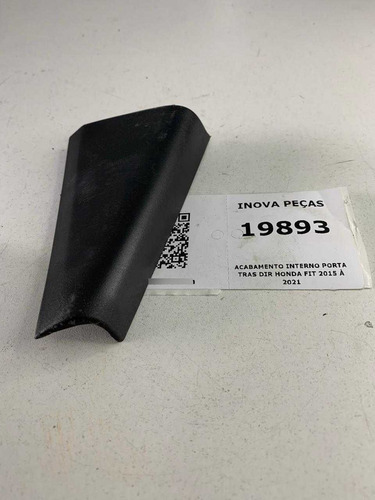 INOVA PEÇAS
19893
ACABAMENTO INTERNO PORTA
TRAS DIR HONDA FIT 2015 À
2021